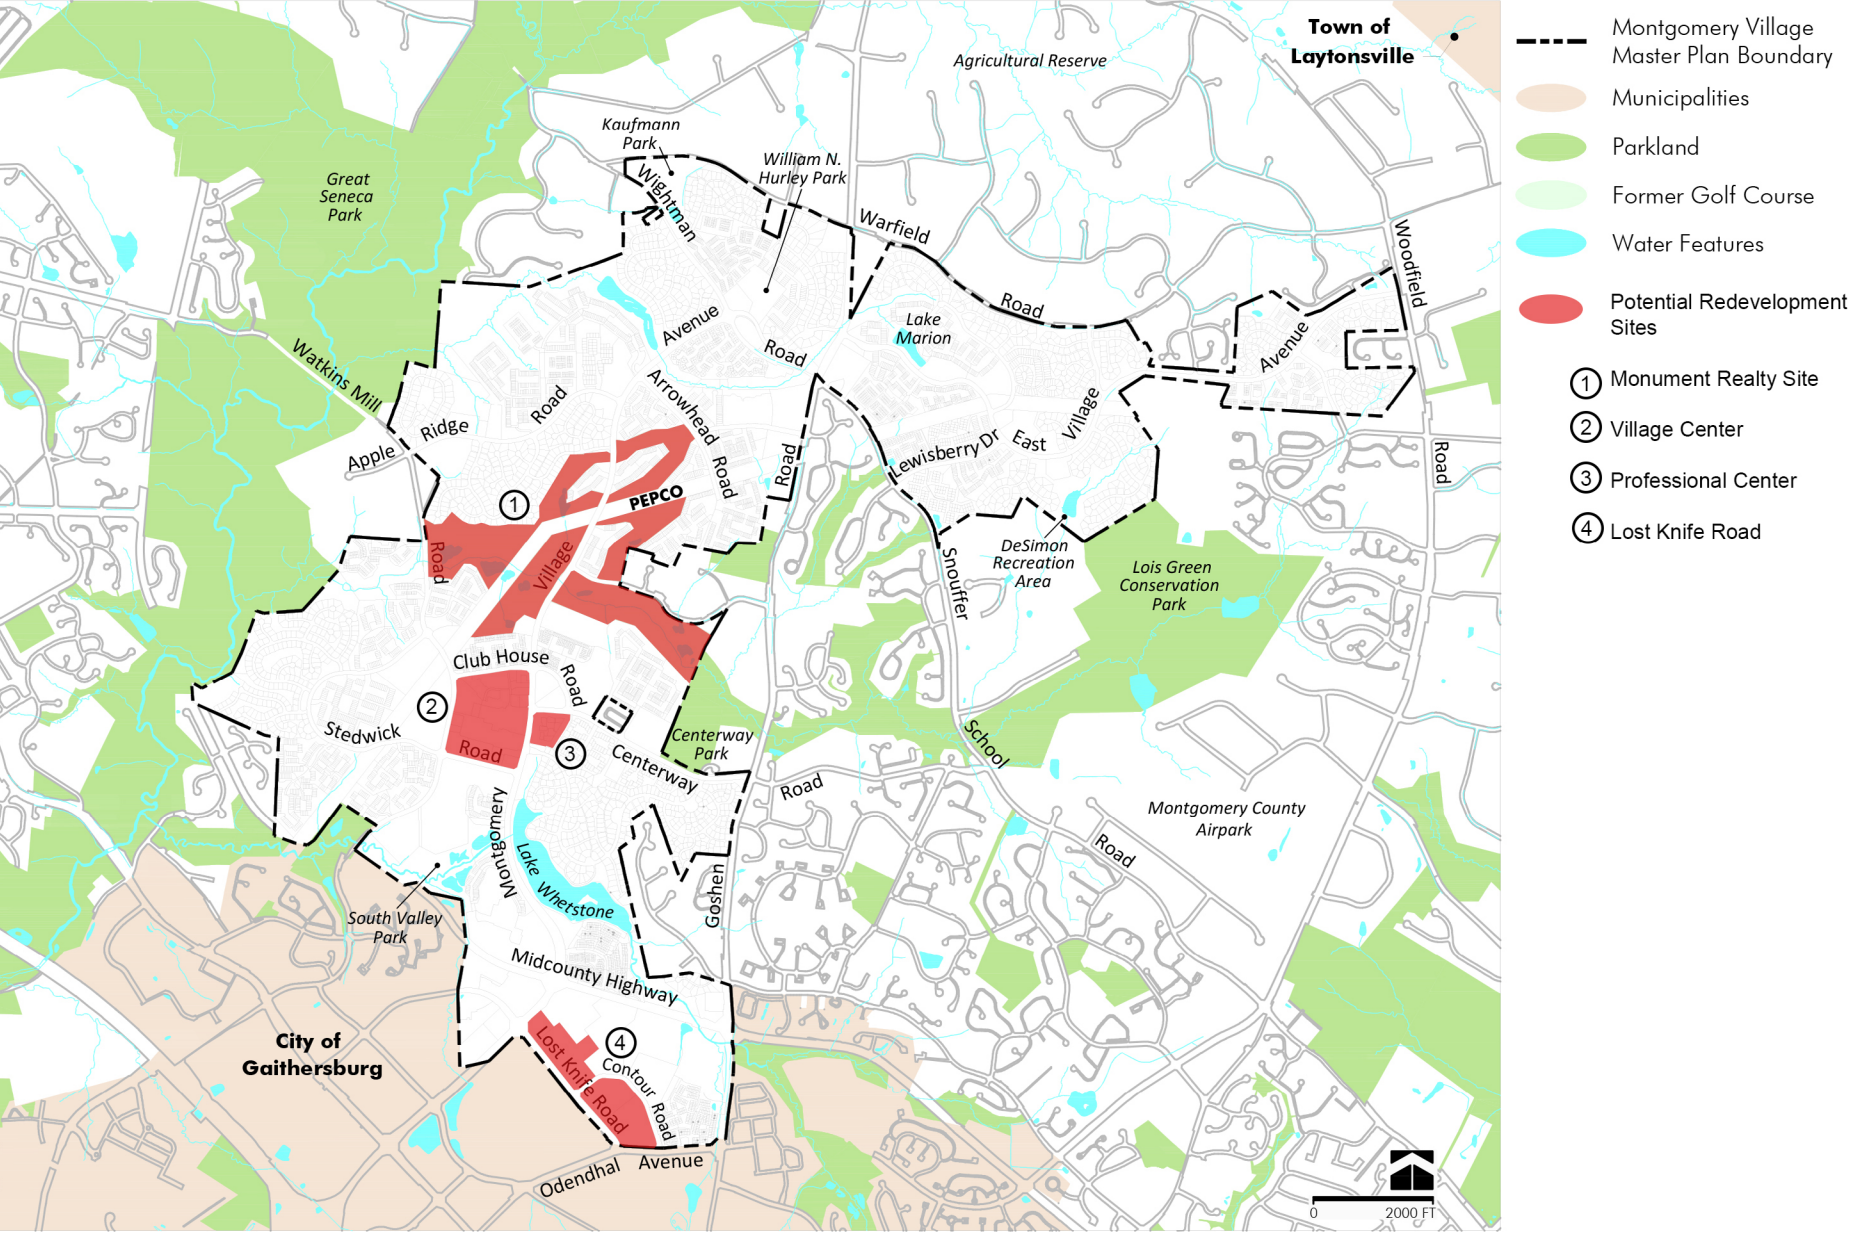 Town of
Laytonsville
Agricultural Reserve
Kaufmann
Park
William N.
Hurley Park
Great
Seneca
Park
Wightman
Warfield
Woodfield
Road
Lake
Marion
Avenue
Avenue
Road
Watkins Mill
Arrowhead
Road
Village
Ridge
Road
Apple
Lewisberry Dr
East
Road
Road
PEPCO
1
Road
Village
Snouffer
DeSimon
Recreation
Area
Lois Green
Conservation
Park
Club House
Road
2
Stedwick
Road
3
Centerway
Park
Centerway
School
Road
Montgomery
Lake Whetstone
Montgomery County
Airpark
Road
Goshen
South Valley
Park
Midcounty Highway
City of
Gaithersburg
4
Lost Knife Road
Contour Road
Odendhal Avenue
0 2000 FT
Montgomery Village
Master Plan Boundary
Municipalities
Parkland
Former Golf Course
Water Features
Potential Redevelopment
Sites
1 Monument Realty Site
2 Village Center
3 Professional Center
4 Lost Knife Road